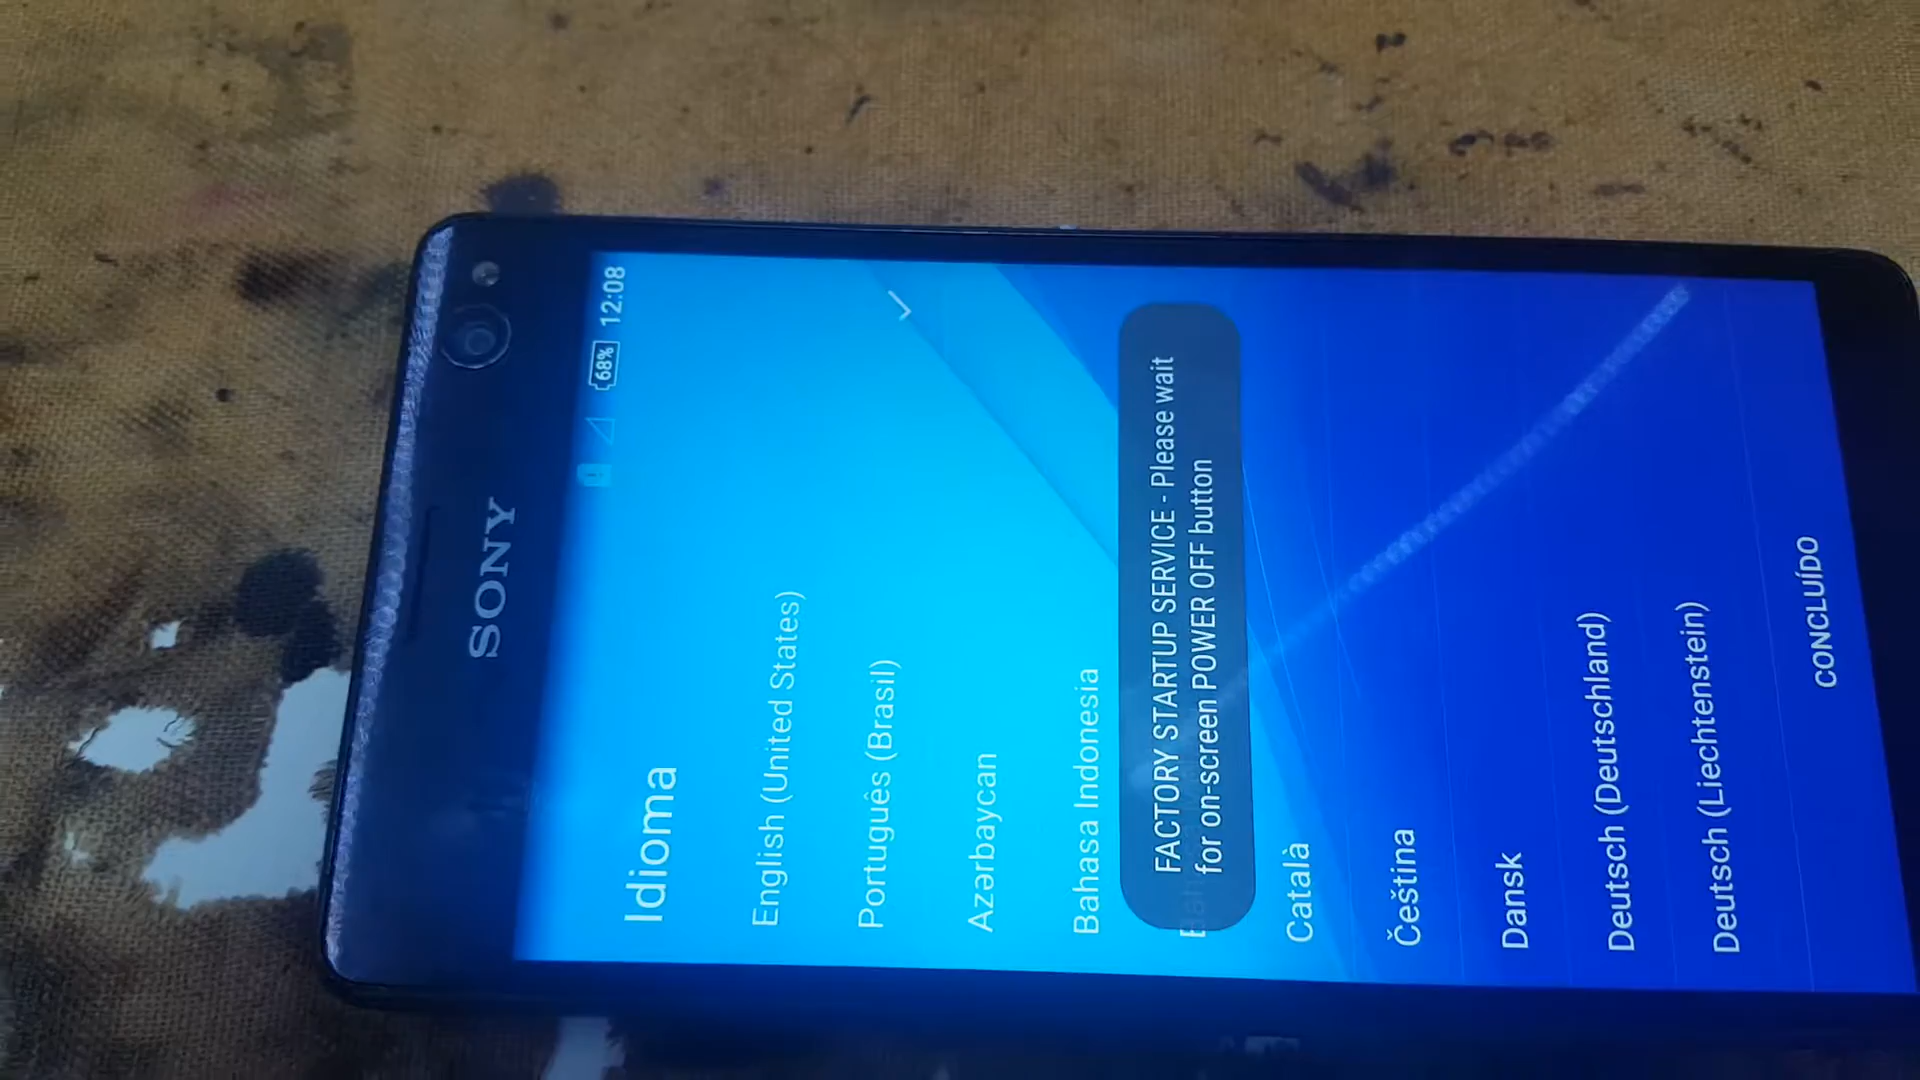 SONY
68% 12:08
Idioma
English (United States)
Português (Brasil)
Azərbaycan
Bahasa Indonesia
FACTORY STARTUP SERVICE - Please wait
for on-screen POWER OFF button
Català
Čeština
Dansk
Deutsch (Deutschland)
Deutsch (Liechtenstein)
CONCLUÍDO